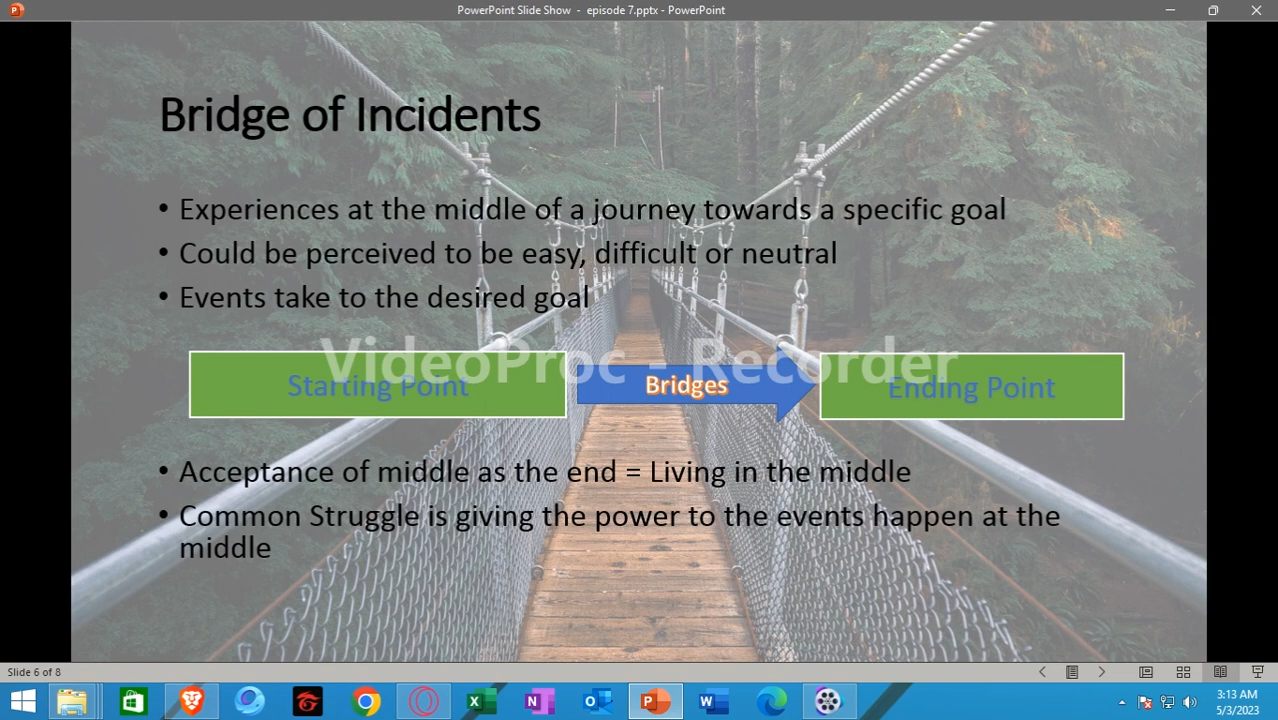 PowerPoint Slide Show - episode 7.pptx - PowerPoint
Bridge of Incidents
• Experiences at the middle of a journey towards a specific goal
• Could be perceived to be easy, difficult or neutral
• Events take to the desired goal
VideoProc - Recorder
Starting Point
Bridges
Ending Point
• Acceptance of middle as the end = Living in the middle
• Common Struggle is giving the power to the events happen at the
middle
Slide 6 of 8
3:13 AM
5/3/2023